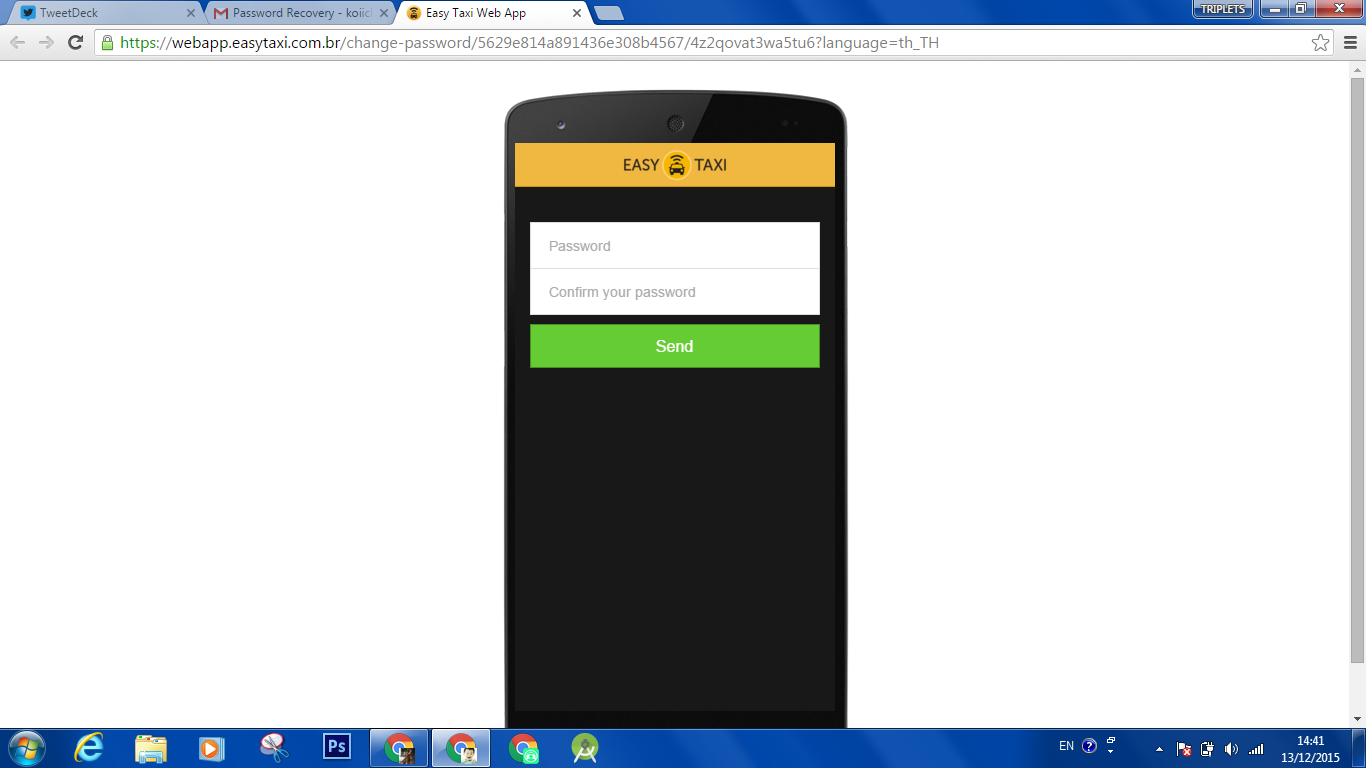 TweetDeck
Password Recovery - koiicl
Easy Taxi Web App
TRIPLETS
https://webapp.easytaxi.com.br/change-password/5629e814a891436e308b4567/4z2qovat3wa5tu6?language=th_TH
EASY TAXI
Password
Confirm your password
Send
Ps
EN
14:41
13/12/2015